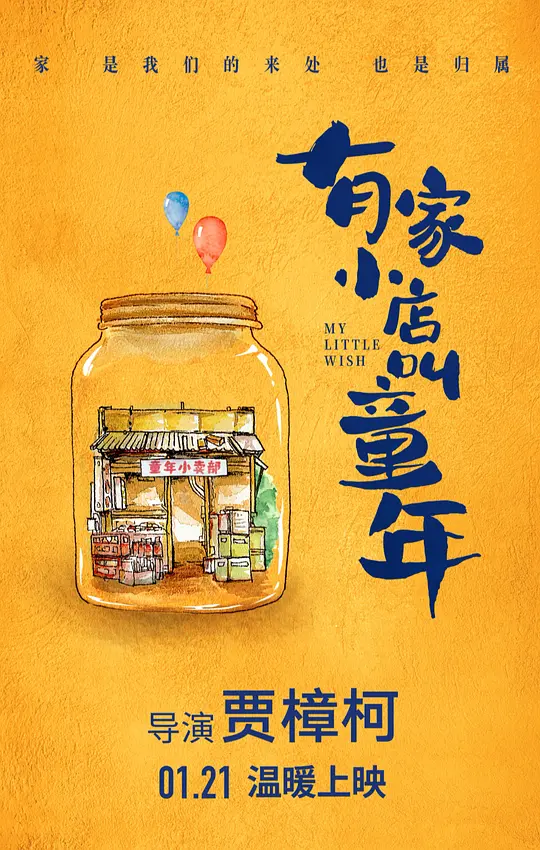 家 是我们的来处 也是归属
有家
小店
叫
童
年
MY
LITTLE
WISH
童年小卖部
导演 贾樟柯
01.21 温暖上映